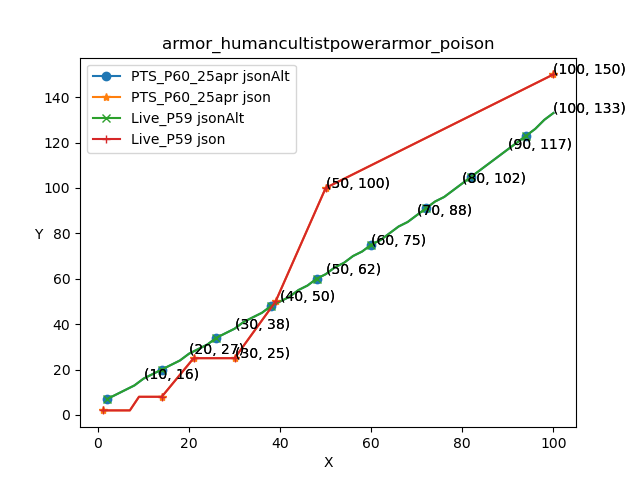 armor_humancultistpowerarmor_poison
PTS_P60_25apr jsonAlt
PTS_P60_25apr json
Live_P59 jsonAlt
Live_P59 json
(100, 150)
(100, 133)
(90, 117)
(80, 102)
(50, 100)
(70, 88)
(60, 75)
(50, 62)
(40, 50)
(30, 38)
(20, 27)
(30, 25)
(10, 16)
140
120
100
80
60
40
20
0
Y
0 20 40 60 80 100
X